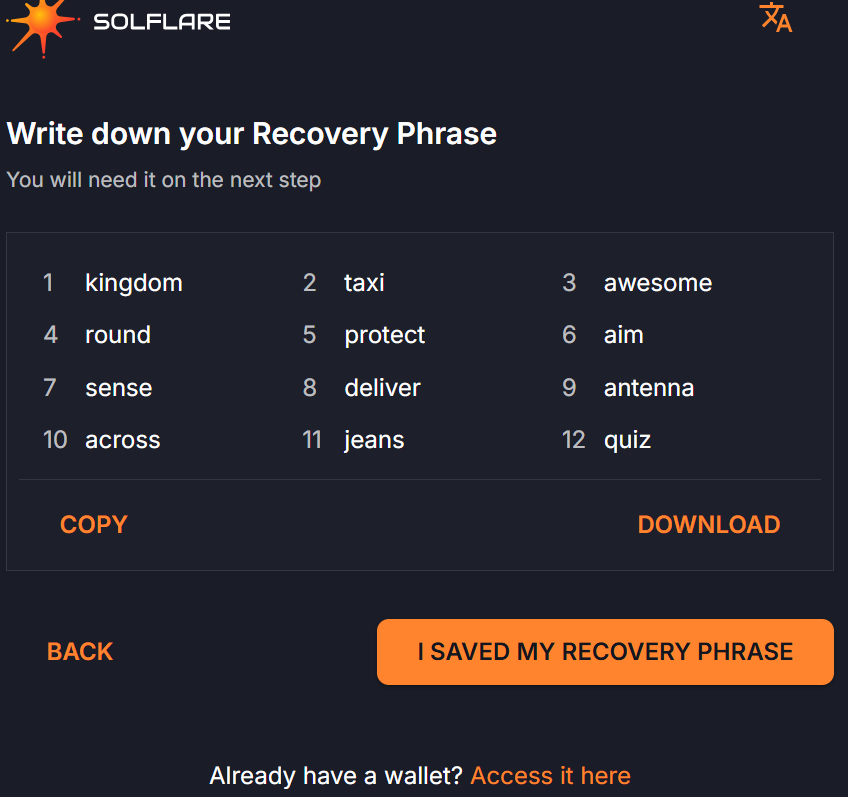 SOLFLARE
Write down your Recovery Phrase
You will need it on the next step
1 kingdom 2 taxi 3 awesome
4 round 5 protect 6 aim
7 sense 8 deliver 9 antenna
10 across 11 jeans 12 quiz
COPY DOWNLOAD
BACK I SAVED MY RECOVERY PHRASE
Already have a wallet? Access it here